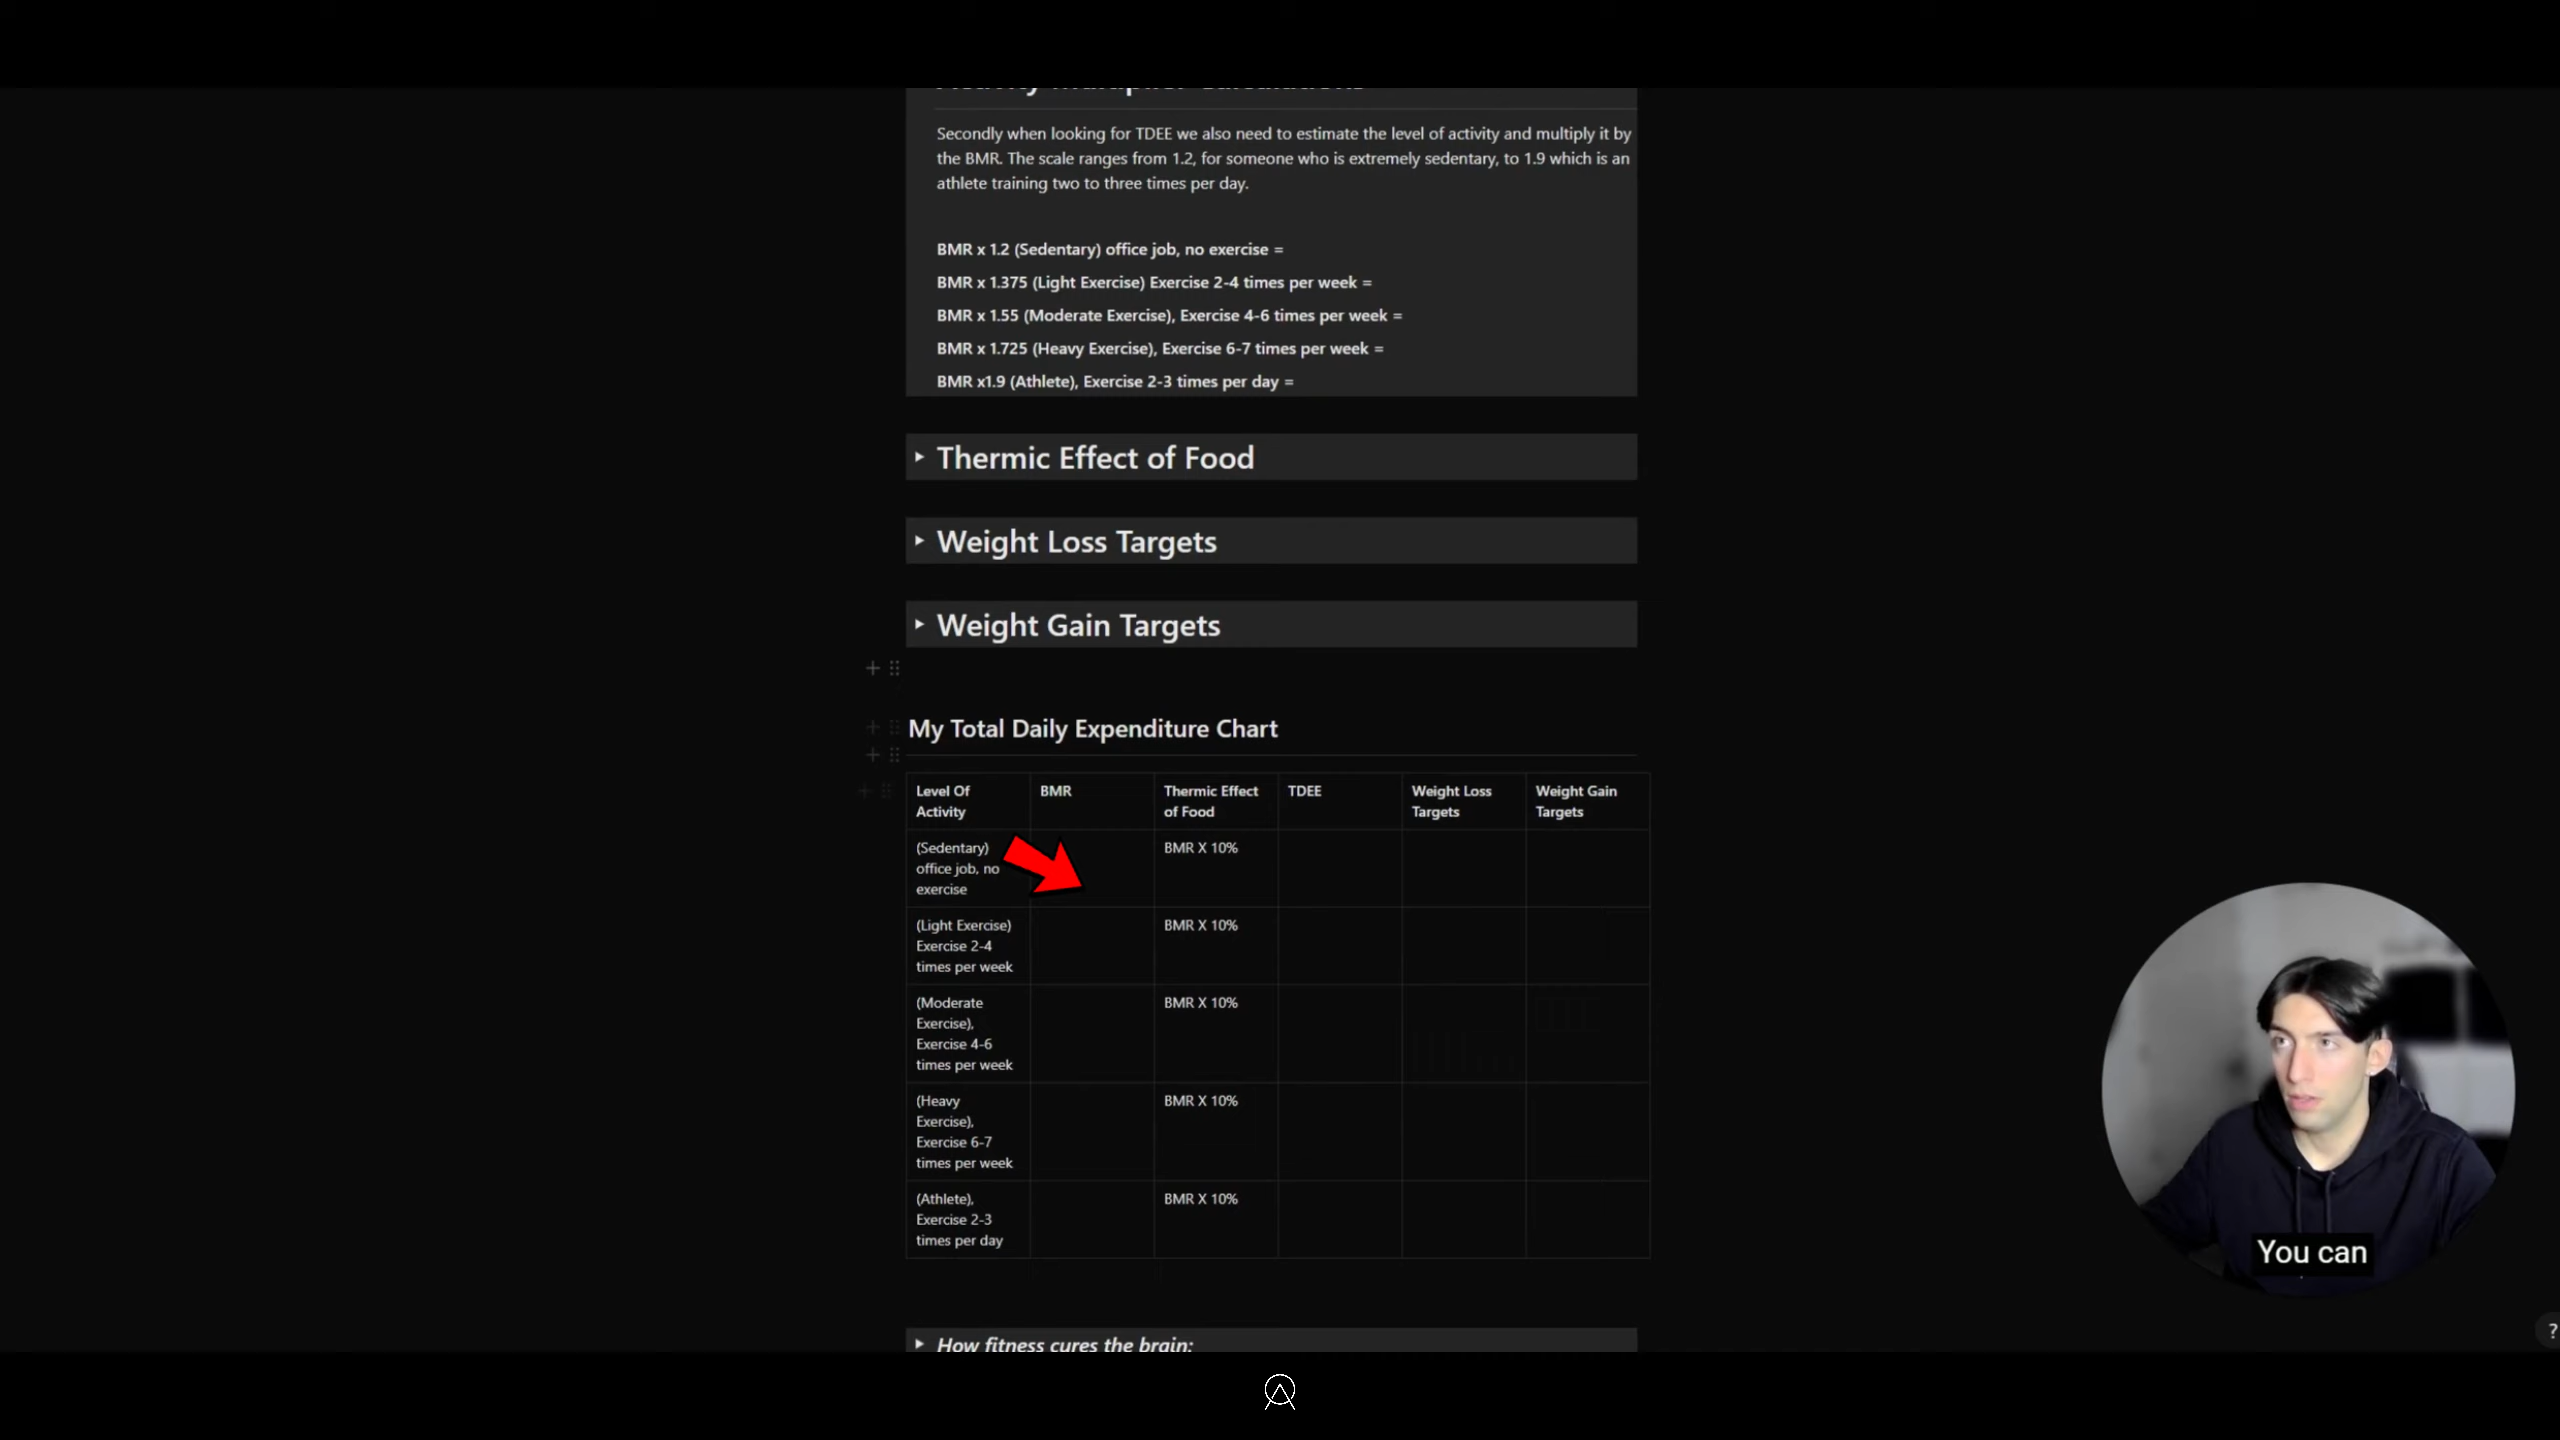 Activity Multiplier Calculations
Secondly when looking for TDEE we also need to estimate the level of activity and multiply it by
the BMR. The scale ranges from 1.2, for someone who is extremely sedentary, to 1.9 which is an
athlete training two to three times per day.
BMR x 1.2 (Sedentary) office job, no exercise =
BMR x 1.375 (Light Exercise) Exercise 2-4 times per week =
BMR x 1.55 (Moderate Exercise), Exercise 4-6 times per week =
BMR x 1.725 (Heavy Exercise), Exercise 6-7 times per week =
BMR x1.9 (Athlete), Exercise 2-3 times per day =
Thermic Effect of Food
Weight Loss Targets
Weight Gain Targets
My Total Daily Expenditure Chart
Level Of
Activity
BMR
Thermic Effect
of Food
TDEE
Weight Loss
Targets
Weight Gain
Targets
(Sedentary)
office job, no
exercise
BMR X 10%
(Light Exercise)
Exercise 2-4
times per week
BMR X 10%
(Moderate
Exercise),
Exercise 4-6
times per week
BMR X 10%
(Heavy
Exercise),
Exercise 6-7
times per week
BMR X 10%
(Athlete),
Exercise 2-3
times per day
BMR X 10%
You can
How fitness cures the brain:
?